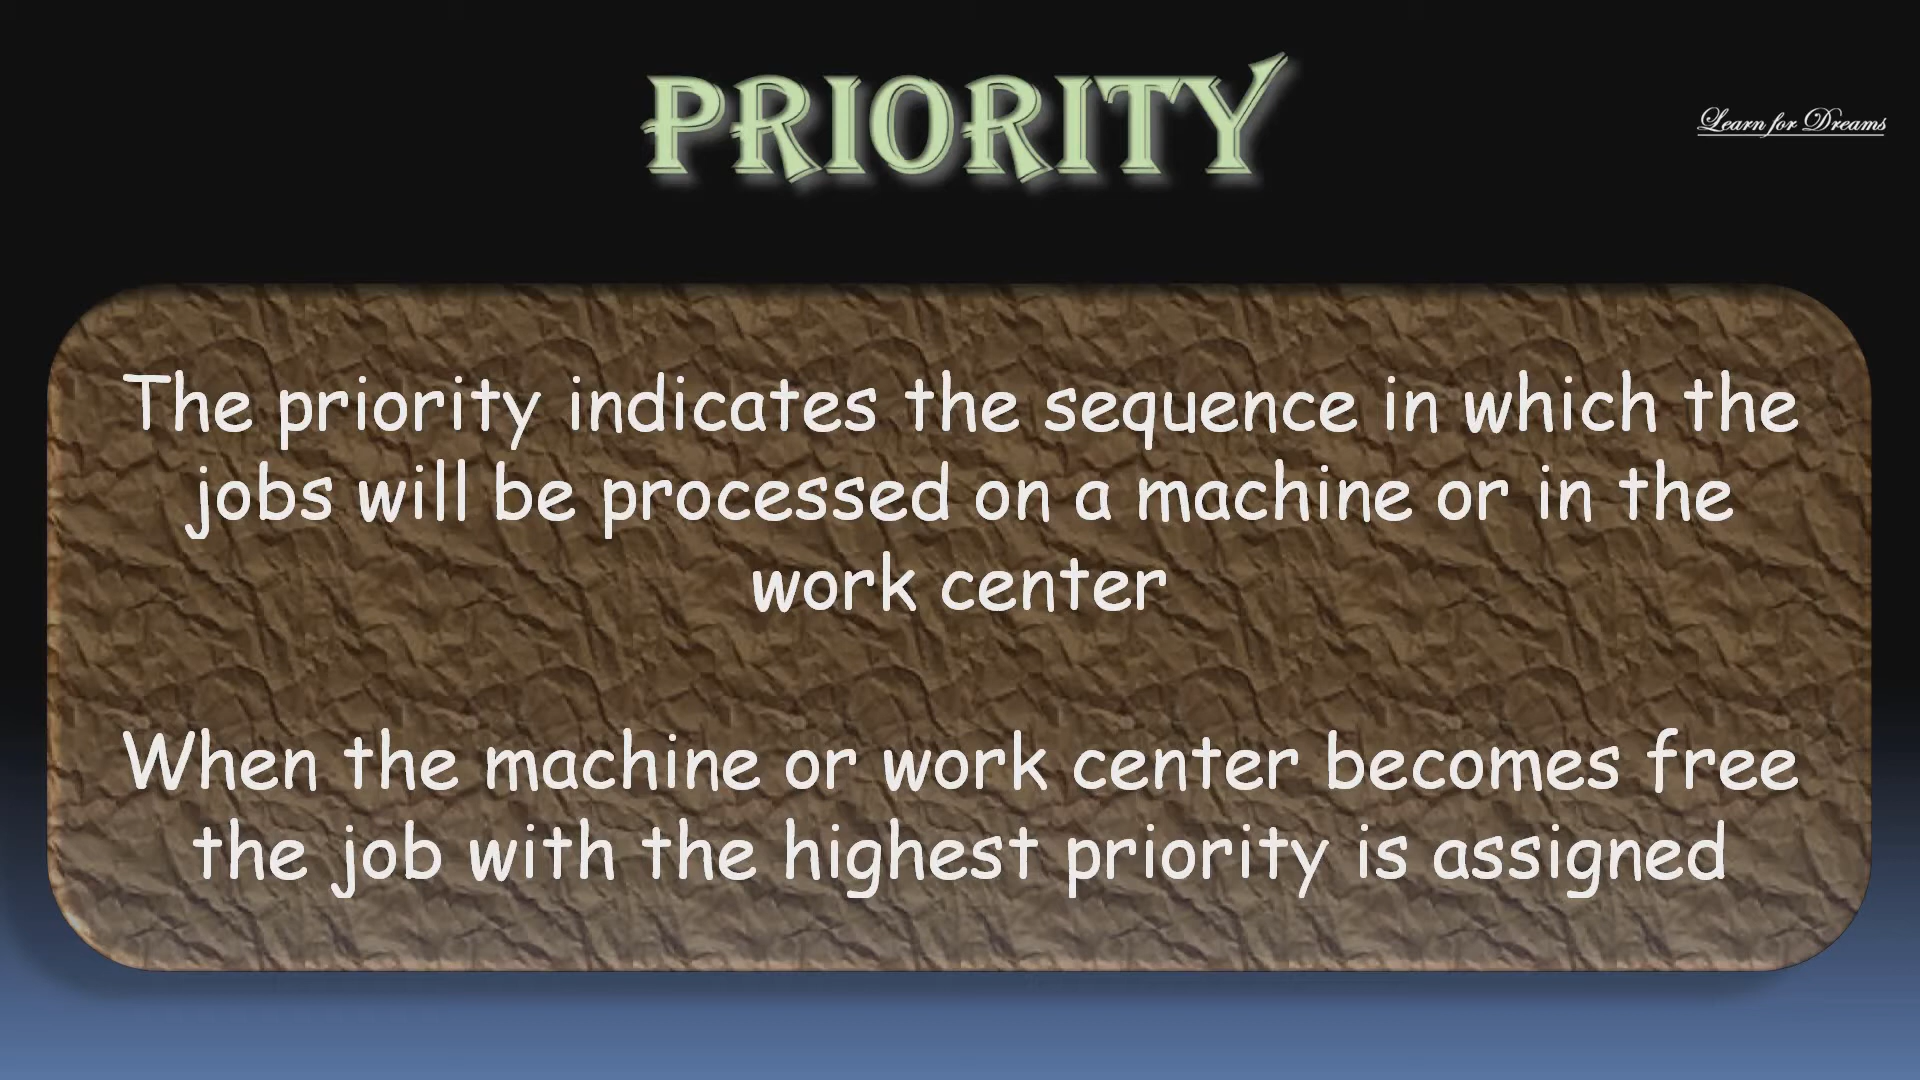 PRIORITY
Learn for Dreams
The priority indicates the sequence in which the
jobs will be processed on a machine or in the
work center
When the machine or work center becomes free
the job with the highest priority is assigned